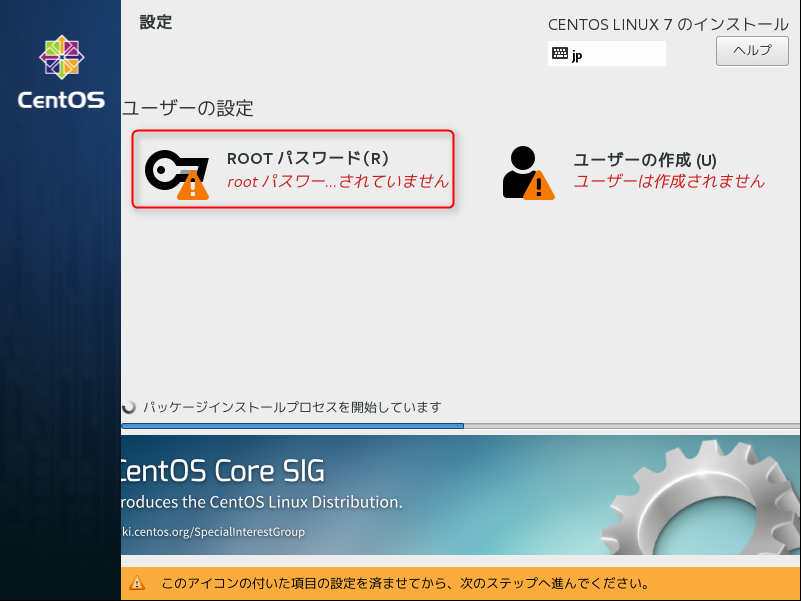 設定
CENTOS LINUX 7 のインストール
jp
ヘルプ
CentOS
ユーザーの設定
ROOT パスワード(R)
root パスワー...されていません
ユーザーの作成 (U)
ユーザーは作成されません
パッケージインストールプロセスを開始しています
CentOS Core SIG
roduces the CentOS Linux Distribution.
ki.centos.org/SpecialInterestGroup
このアイコンの付いた項目の設定を済ませてから、次のステップへ進んでください。